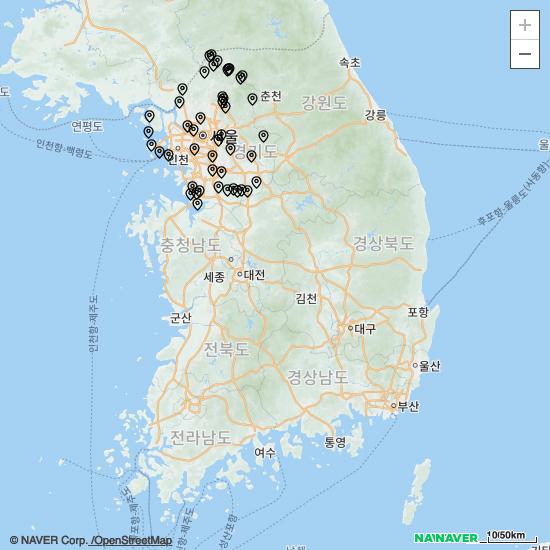 +
−
속초
춘천
강원도
강릉
연평도
서울
경기도
인천
인천항-백령도
울
후포항-울릉도(사동항)
충청남도
경상북도
세종
대전
김천
포항
인천항-제주도
군산
대구
전북도
울산
경상남도
부산
전라남도
여수
통영
NAVER
10/50km
© NAVER Corp. /OpenStreetMap